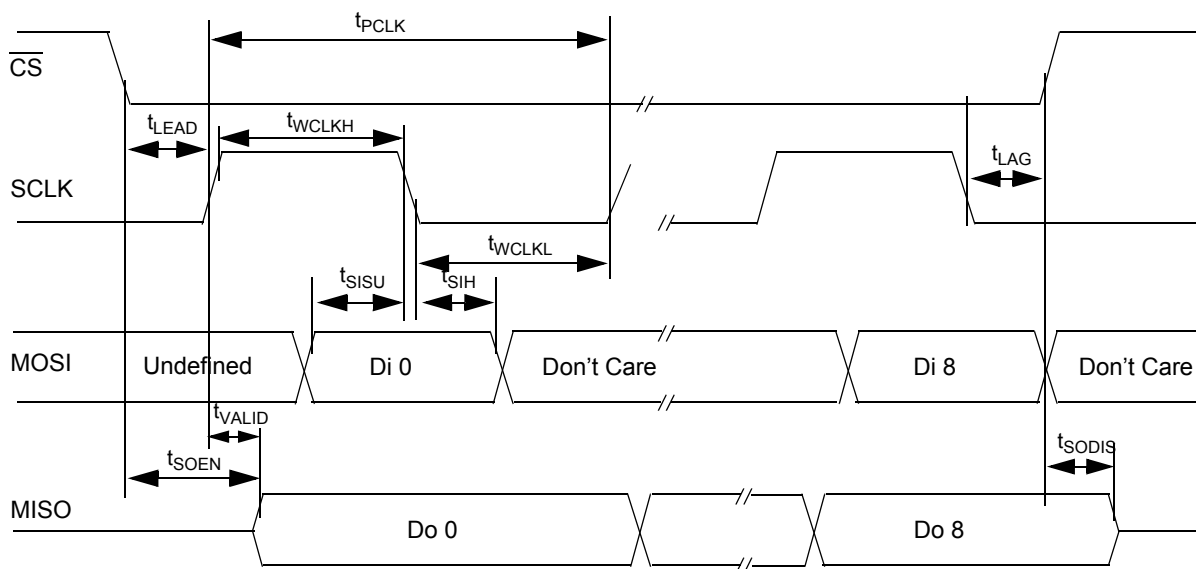 tPCLK
CS
tLEAD
tWCLKH
tLAG
SCLK
tWCLKL
tSISU
tSIH
MOSI
Undefined
Di 0
Don't Care
Di 8
Don't Care
tVALID
tSOEN
tSODIS
MISO
Do 0
Do 8